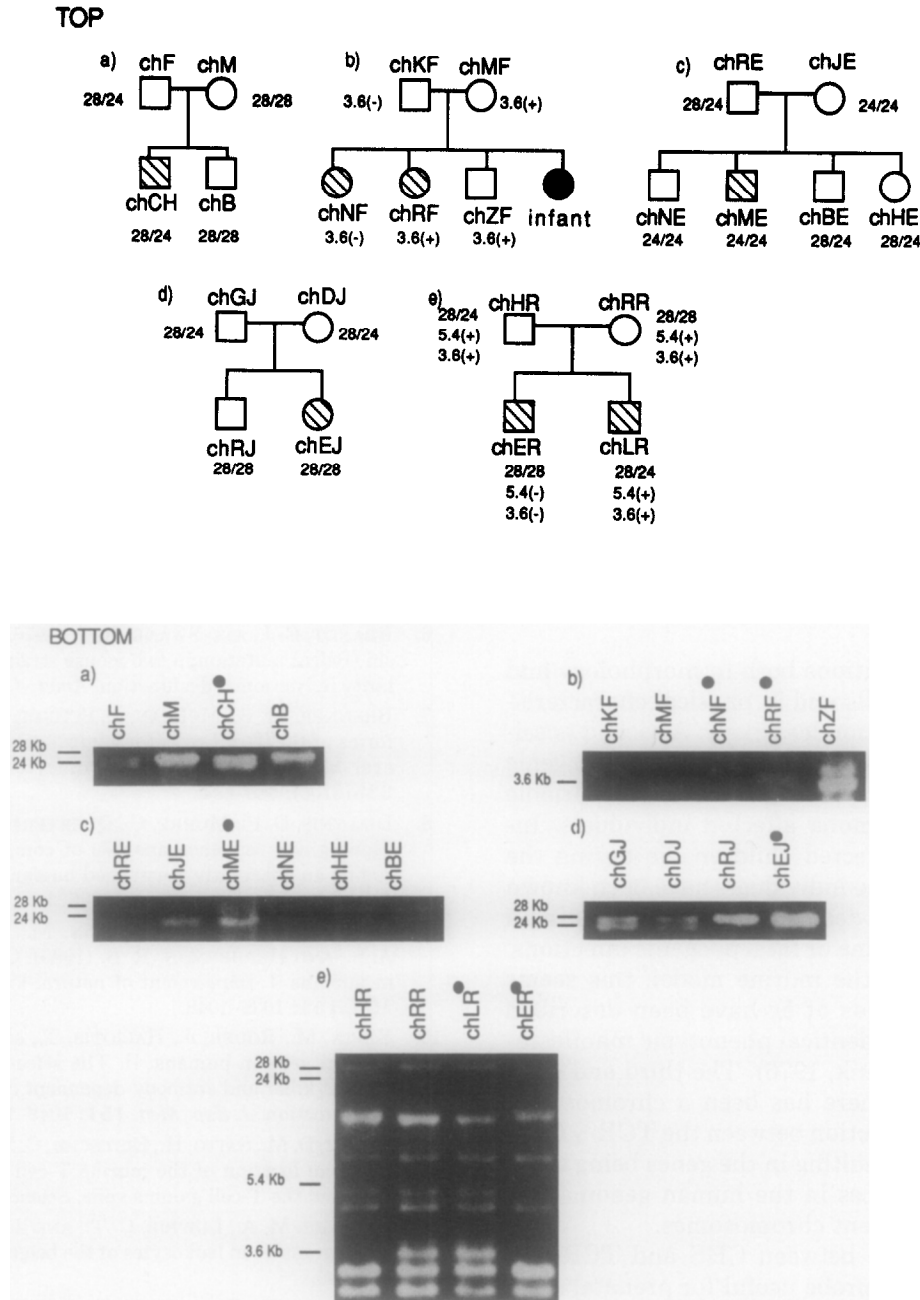 TOP
a) chF chM
28/24 28/28
chCH chB
28/24 28/28
b) chKF chMF
3.6(-) 3.6(+)
chNF chRF chZF infant
3.6(-) 3.6(+) 3.6(+)
c) chRE chJE
28/24 24/24
chNE chME chBE chHE
24/24 24/24 28/24 28/24
d) chGJ chDJ
28/24 28/24
chRJ chEJ
28/28 28/28
e) chHR chRR
28/24 28/28
5.4(+) 5.4(+)
3.6(+) 3.6(+)
chER chLR
28/28 28/24
5.4(-) 5.4(+)
3.6(-) 3.6(+)
BOTTOM
a)
chF chM chCH chB
28 Kb
24 Kb
b)
chKF chMF chNF chRF chZF
3.6 Kb
c)
chRE chJE chME chNE chHE chBE
28 Kb
24 Kb
d)
chGJ chDJ chRJ chEJ
28 Kb
24 Kb
e)
chHR chRR chLR chER
28 Kb
24 Kb
5.4 Kb
3.6 Kb